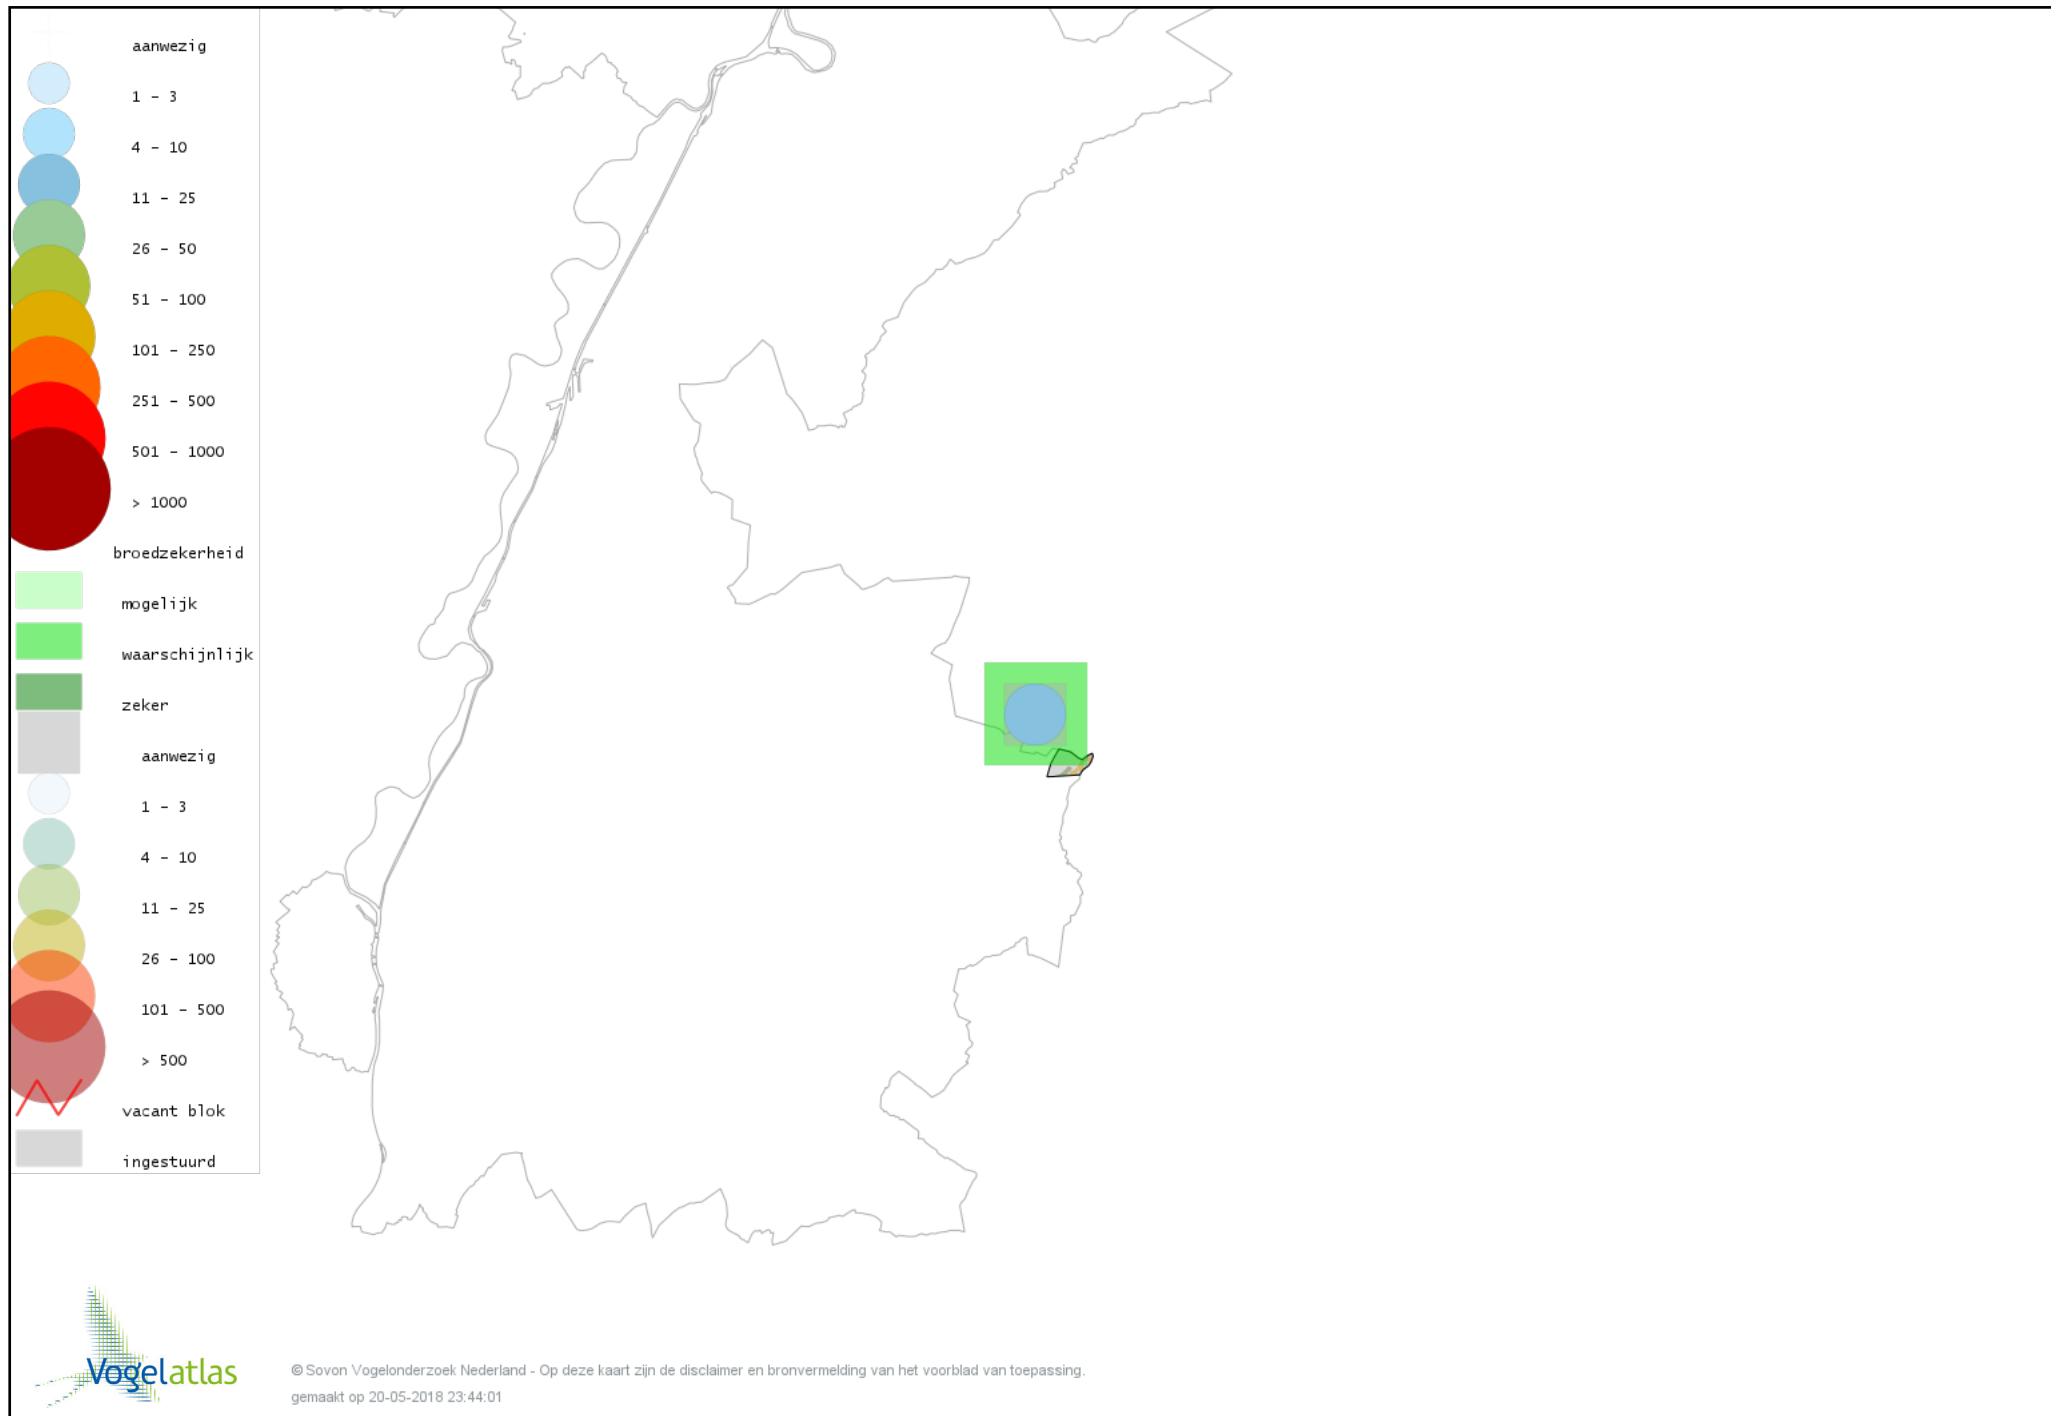 aanwezig
1 - 3
4 - 10
11 - 25
26 - 50
51 - 100
101 - 250
251 - 500
501 - 1000
> 1000
broedzekerheid
mogelijk
waarschijnlijk
zeker
aanwezig
1 - 3
4 - 10
11 - 25
26 - 100
101 - 500
> 500
vacant blok
ingestuurd
Vogelatlas
© Sovon Vogelonderzoek Nederland - Op deze kaart zijn de disclaimer en bronvermelding van het voorblad van toepassing.
gemaakt op 20-05-2018 23:44:01